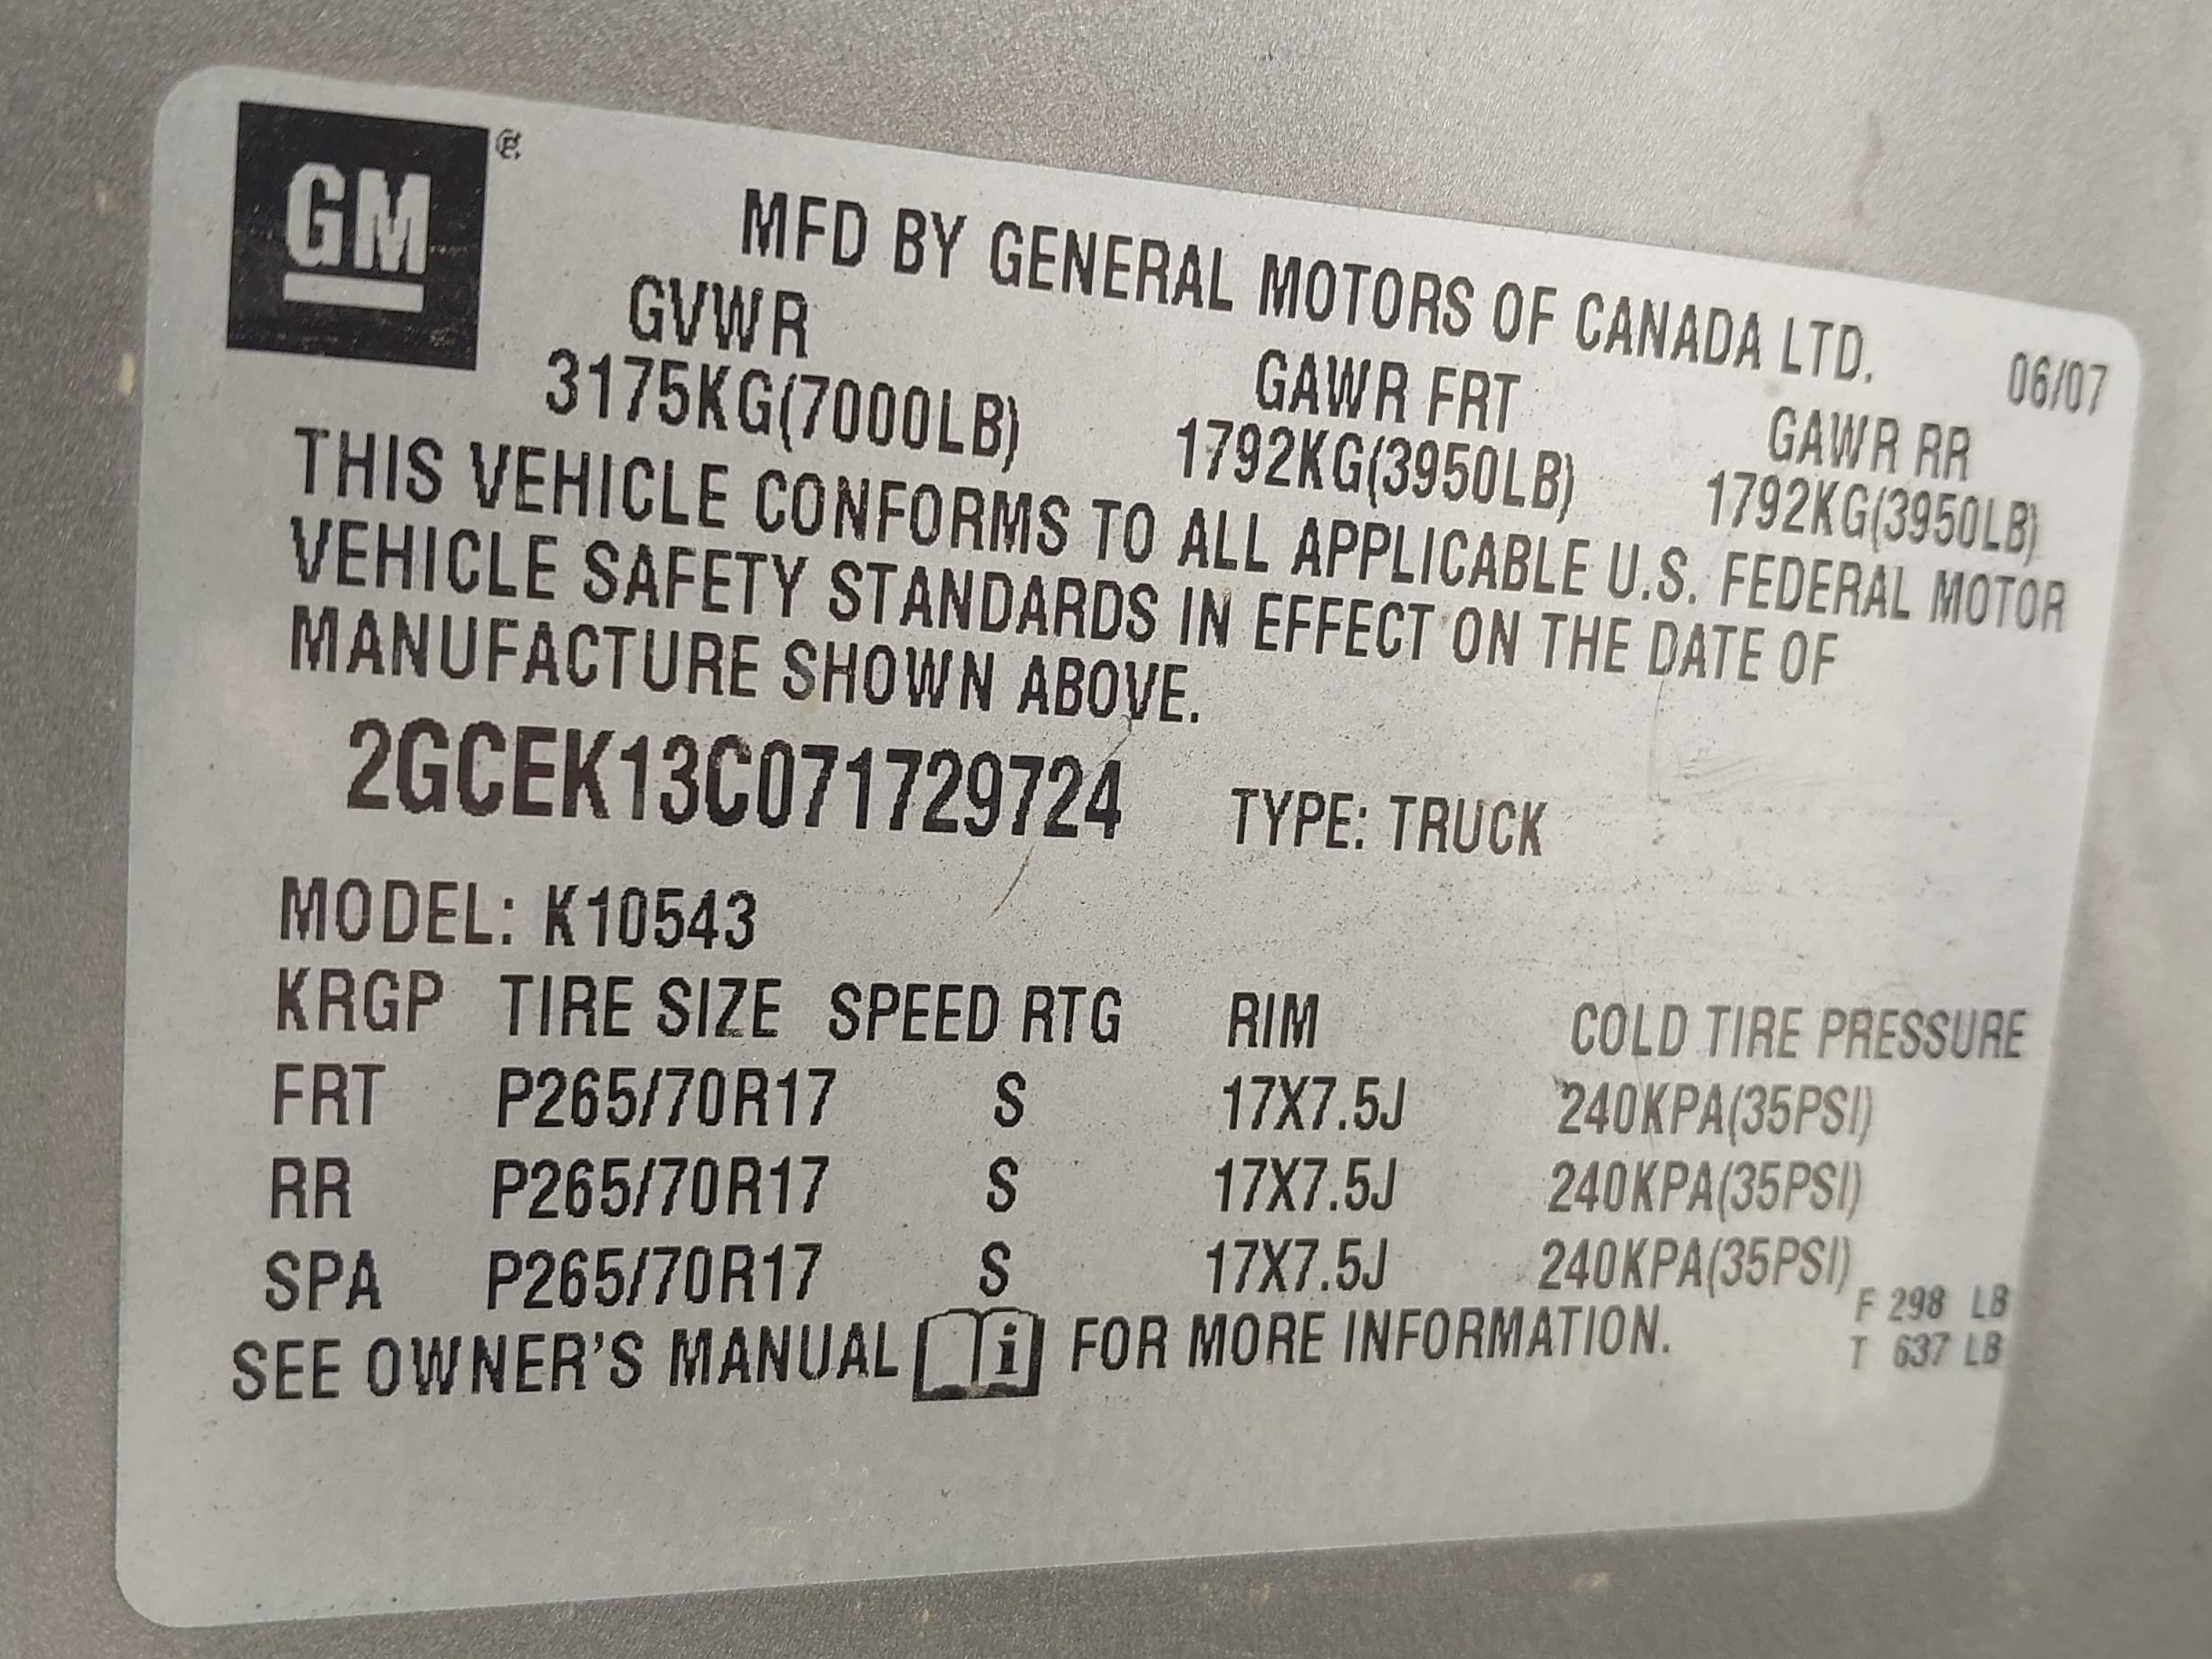 GM
MFD BY GENERAL MOTORS OF CANADA LTD.
06/07
GVWR GAWR FRT GAWR RR
3175KG(7000LB) 1792KG(3950LB) 1792KG(3950LB)
THIS VEHICLE CONFORMS TO ALL APPLICABLE U.S. FEDERAL MOTOR
VEHICLE SAFETY STANDARDS IN EFFECT ON THE DATE OF
MANUFACTURE SHOWN ABOVE.
2GCEK13C071729724 TYPE: TRUCK
MODEL: K10543
KRGP TIRE SIZE SPEED RTG RIM COLD TIRE PRESSURE
FRT P265/70R17 S 17X7.5J 240KPA(35PSI)
RR P265/70R17 S 17X7.5J 240KPA(35PSI)
SPA P265/70R17 S 17X7.5J 240KPA(35PSI)
SEE OWNER'S MANUAL i FOR MORE INFORMATION.
F 298 LB
T 637 LB